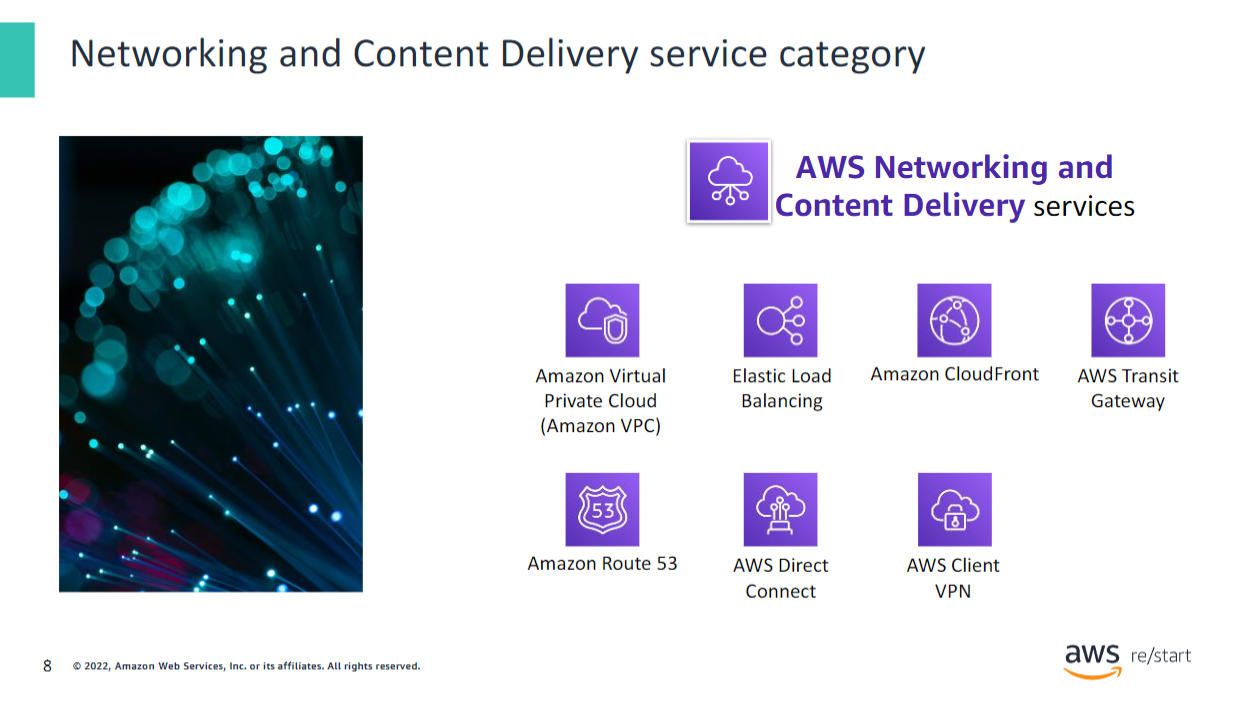 Networking and Content Delivery service category
AWS Networking and
Content Delivery services
Amazon Virtual
Private Cloud
(Amazon VPC)
Elastic Load
Balancing
Amazon CloudFront
AWS Transit
Gateway
53
Amazon Route 53
AWS Direct
Connect
AWS Client
VPN
8
© 2022, Amazon Web Services, Inc. or its affiliates. All rights reserved.
aws re/start